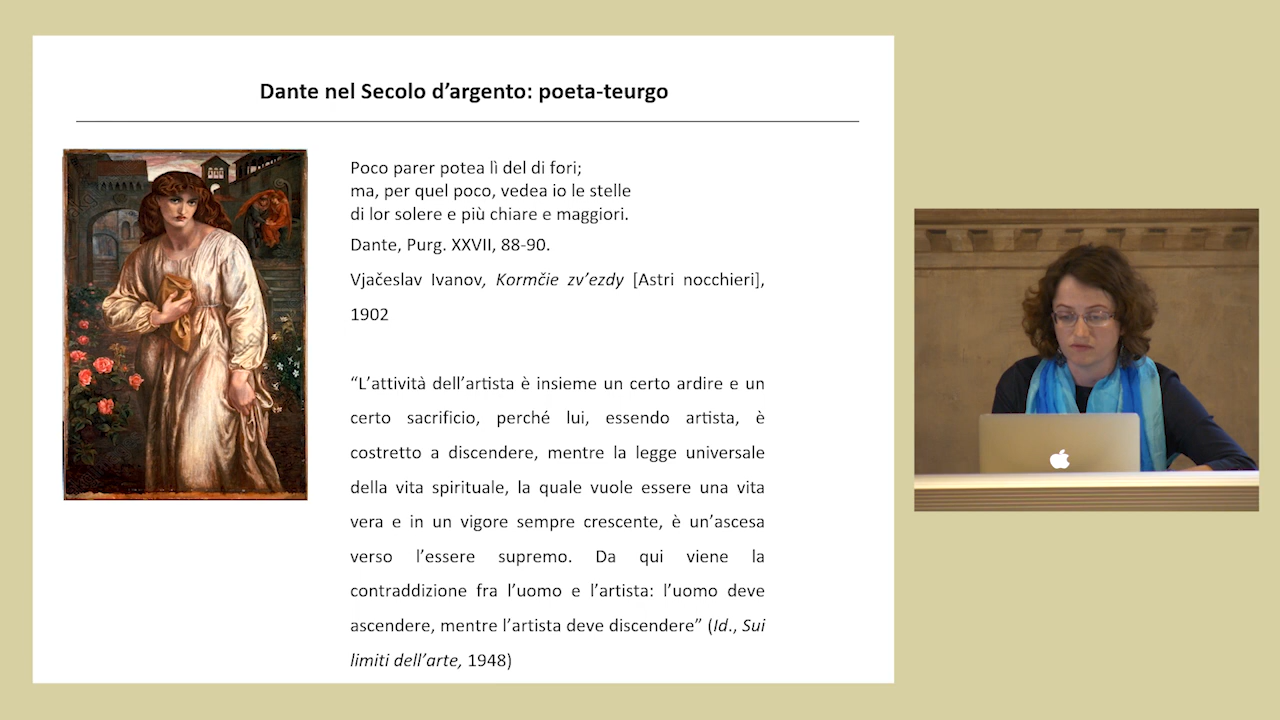 Dante nel Secolo d’argento: poeta-teurgo
Poco parer potea lì del di fori;
ma, per quel poco, vedea io le stelle
di lor solere e più chiare e maggiori.
Dante, Purg. XXVII, 88-90.
Vjačeslav Ivanov, Kormčie zv’ezdy [Astri nocchieri],
1902
“L’attività dell’artista è insieme un certo ardire e un
certo sacrificio, perché lui, essendo artista, è
costretto a discendere, mentre la legge universale
della vita spirituale, la quale vuole essere una vita
vera e in un vigore sempre crescente, è un’ascesa
verso l’essere supremo. Da qui viene la
contraddizione fra l’uomo e l’artista: l’uomo deve
ascendere, mentre l’artista deve discendere” (Id., Sui
limiti dell’arte, 1948)